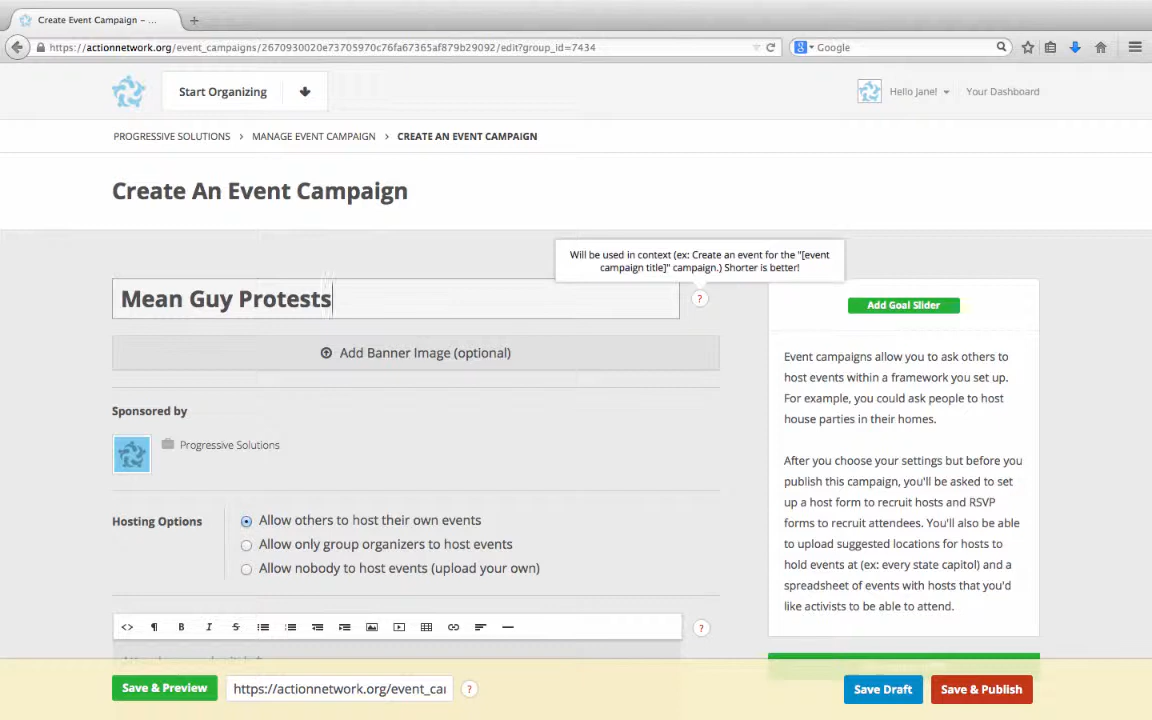 Create Event Campaign – ...
https://actionnetwork.org/event_campaigns/2670930020e73705970c76fa67365af879b29092/edit?group_id=7434
Google
Start Organizing
Hello Jane!
Your Dashboard
PROGRESSIVE SOLUTIONS > MANAGE EVENT CAMPAIGN > CREATE AN EVENT CAMPAIGN
Create An Event Campaign
Will be used in context (ex: Create an event for the "[event
campaign title]" campaign.) Shorter is better!
Mean Guy Protests
?
Add Goal Slider
Add Banner Image (optional)
Event campaigns allow you to ask others to
host events within a framework you set up.
For example, you could ask people to host
house parties in their homes.
After you choose your settings but before you
publish this campaign, you'll be asked to set
up a host form to recruit hosts and RSVP
forms to recruit attendees. You'll also be able
to upload suggested locations for hosts to
hold events at (ex: every state capitol) and a
spreadsheet of events with hosts that you'd
like activists to be able to attend.
Sponsored by
Progressive Solutions
Hosting Options
Allow others to host their own events
Allow only group organizers to host events
Allow nobody to host events (upload your own)
?
Save & Preview
https://actionnetwork.org/event_ca
?
Save Draft
Save & Publish